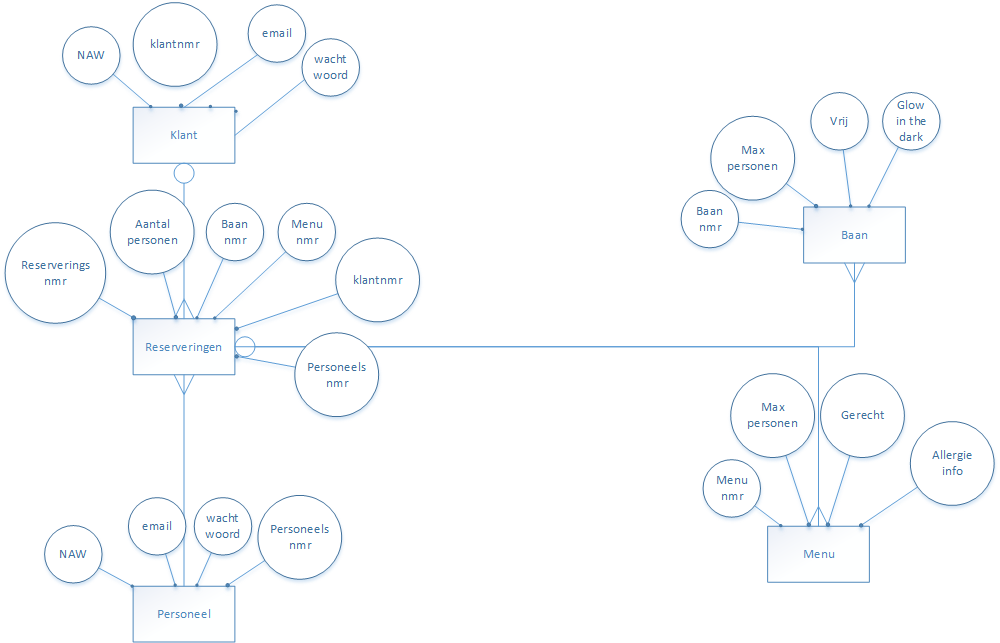 NAW
klantnmr
email
wacht
woord
Klant
Max
personen
Vrij
Glow
in the
dark
Baan
nmr
Baan
Reserverings
nmr
Aantal
personen
Baan
nmr
Menu
nmr
klantnmr
Reserveringen
Personeels
nmr
Max
personen
Gerecht
Allergie
info
Menu
nmr
Menu
NAW
email
wacht
woord
Personeels
nmr
Personeel